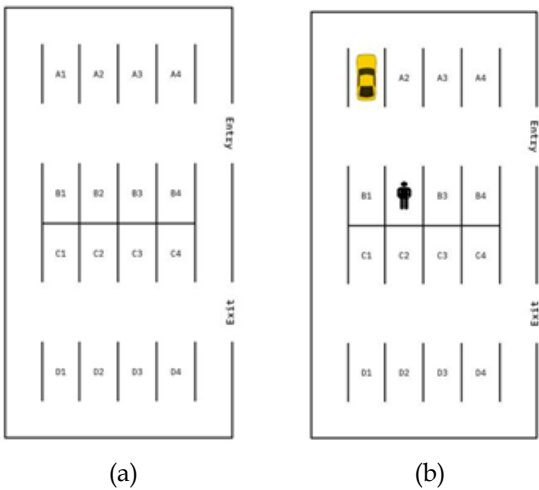 A1 A2 A3 A4
Entry
B1 B2 B3 B4
C1 C2 C3 C4
Exit
D1 D2 D3 D4
(a)
A2 A3 A4
Entry
B1 B3 B4
C1 C2 C3 C4
Exit
D1 D2 D3 D4
(b)